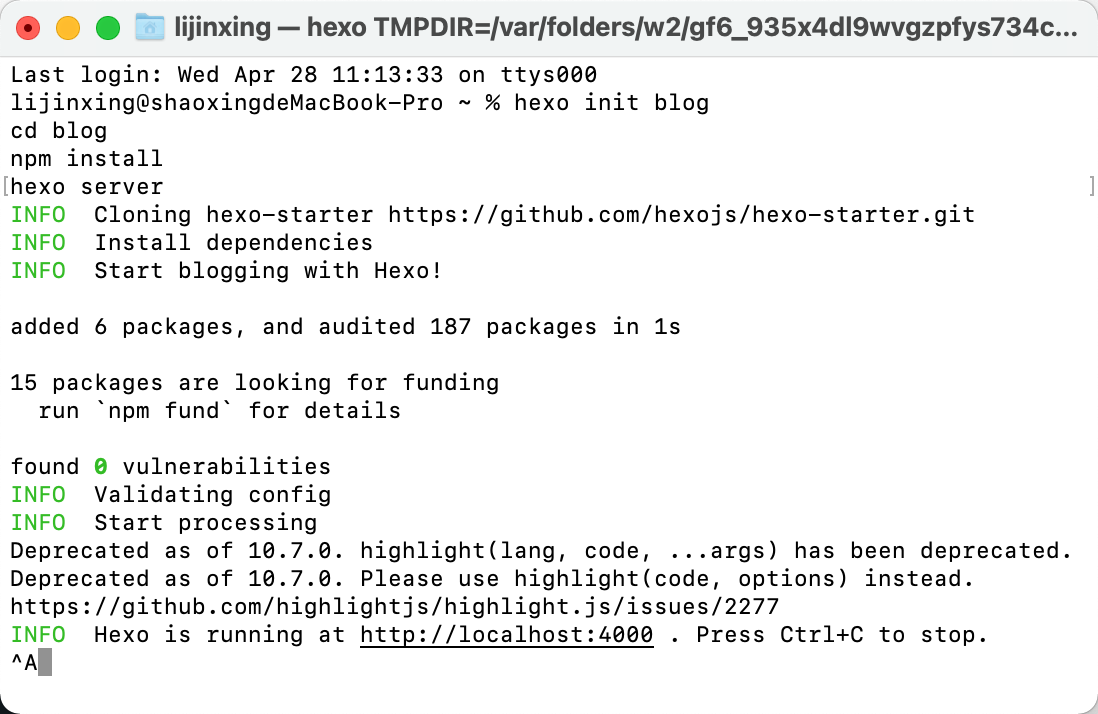 lijinxing — hexo TMPDIR=/var/folders/w2/gf6_935x4dl9wvgzpfys734c...
Last login: Wed Apr 28 11:13:33 on ttys000
lijinxing@shaoxingdeMacBook-Pro ~ % hexo init blog
cd blog
npm install
[hexo server ]
INFO  Cloning hexo-starter https://github.com/hexojs/hexo-starter.git
INFO  Install dependencies
INFO  Start blogging with Hexo!
added 6 packages, and audited 187 packages in 1s
15 packages are looking for funding
  run `npm fund` for details
found 0 vulnerabilities
INFO  Validating config
INFO  Start processing
Deprecated as of 10.7.0. highlight(lang, code, ...args) has been deprecated.
Deprecated as of 10.7.0. Please use highlight(code, options) instead.
https://github.com/highlightjs/highlight.js/issues/2277
INFO  Hexo is running at http://localhost:4000 . Press Ctrl+C to stop.
^A